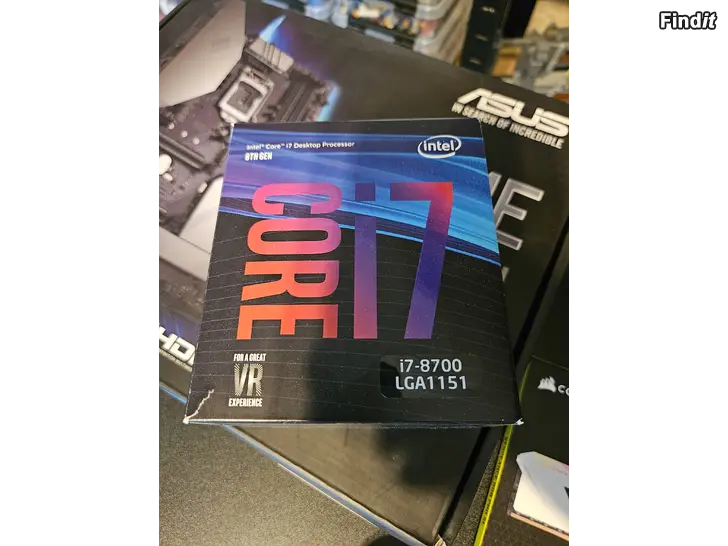 Findit
ASUS
IN SEARCH OF INCREDIBLE
Intel® Core™ i7 Desktop Processor
8TH GEN
intel®
CORE i7
FOR A GREAT
VR
EXPERIENCE
i7-8700
LGA1151
HD